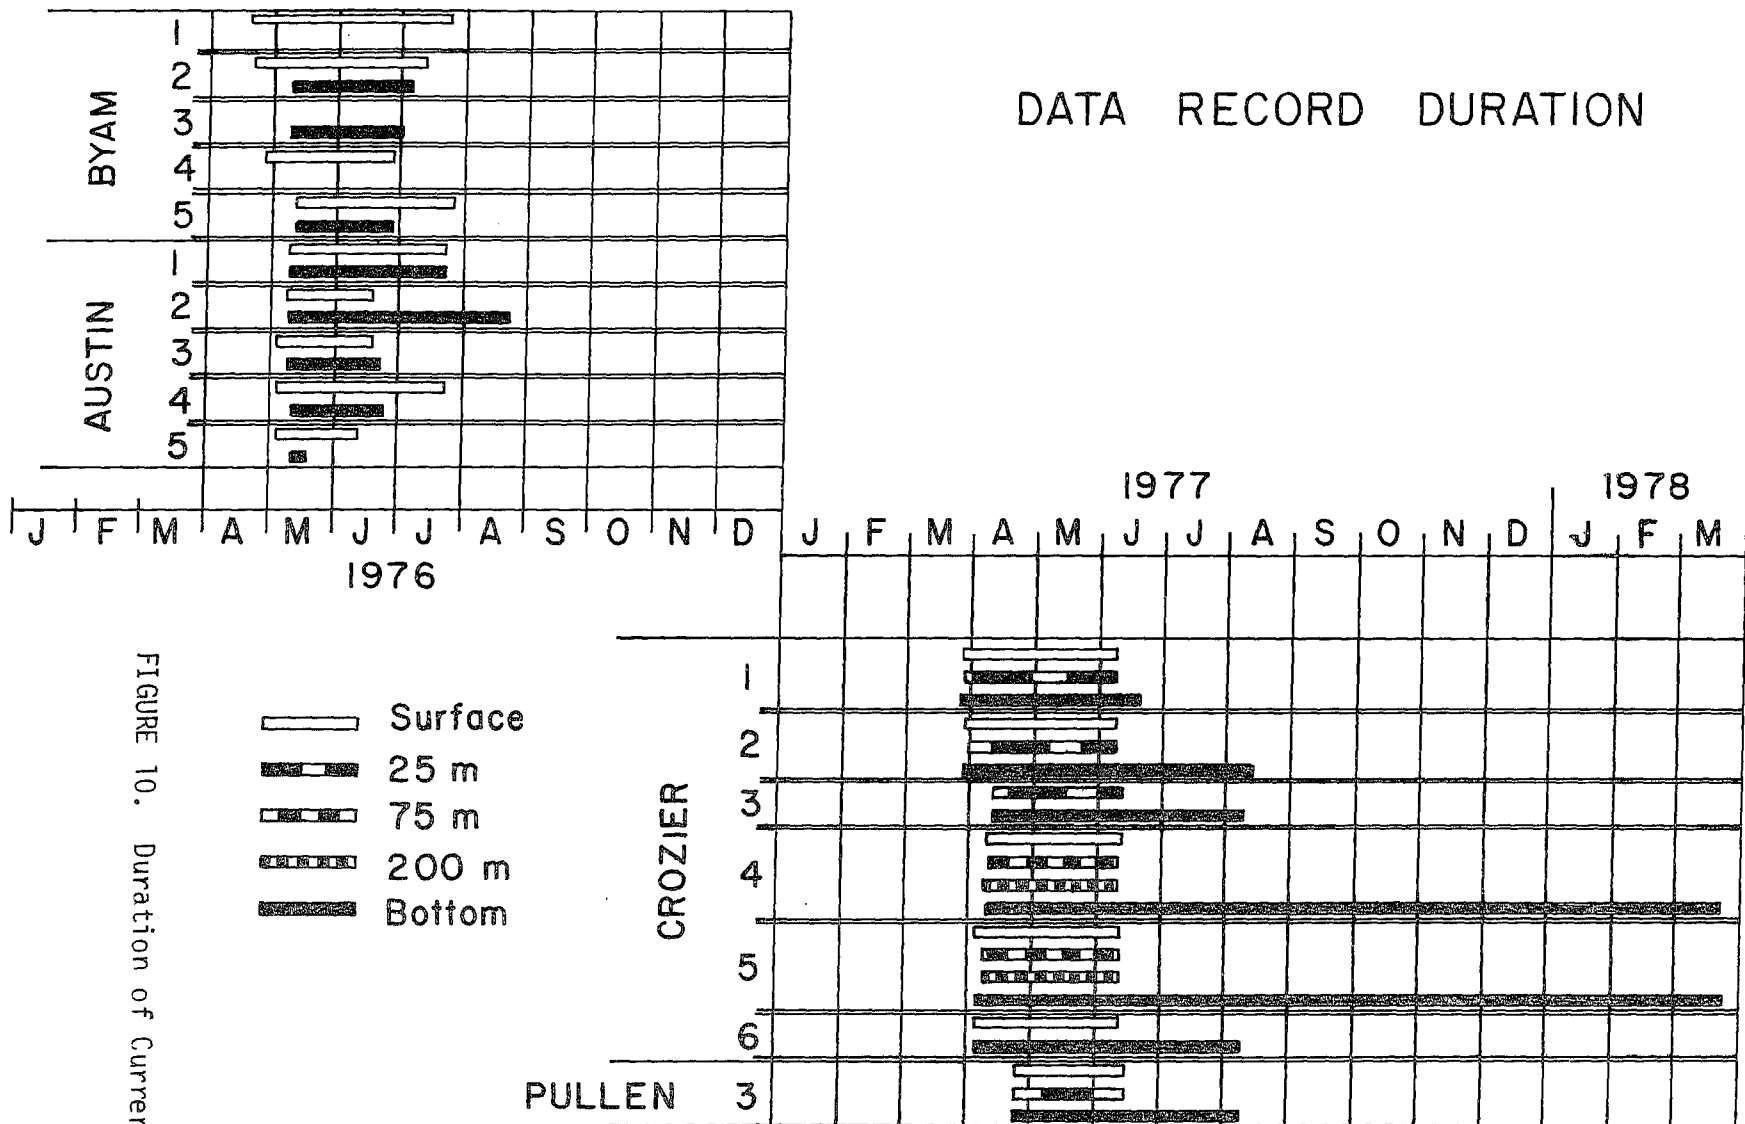 DATA RECORD DURATION
BYAM
1
2
3
4
5
AUSTIN
1
2
3
4
5
J F M A M J J A S O N D
1976
1977 1978
J F M A M J J A S O N D J F M
Surface
25 m
75 m
200 m
Bottom
CROZIER
1
2
3
4
5
6
PULLEN 3
FIGURE 10. Duration of